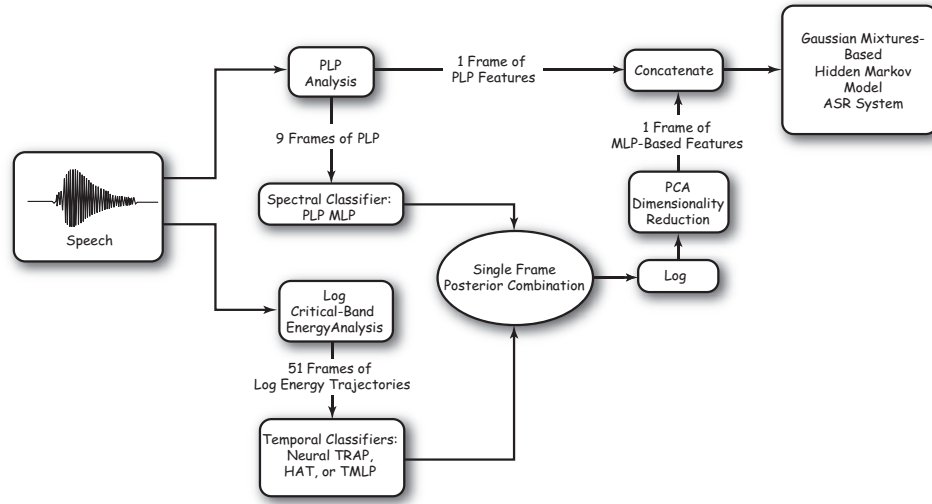 PLP
Analysis
1 Frame of
PLP Features
Concatenate
Gaussian Mixtures-
Based
Hidden Markov
Model
ASR System
9 Frames of PLP
1 Frame of
MLP-Based Features
Speech
Spectral Classifier:
PLP MLP
PCA
Dimensionality
Reduction
Single Frame
Posterior Combination
Log
Log
Critical-Band
EnergyAnalysis
51 Frames of
Log Energy Trajectories
Temporal Classifiers:
Neural TRAP,
HAT, or TMLP